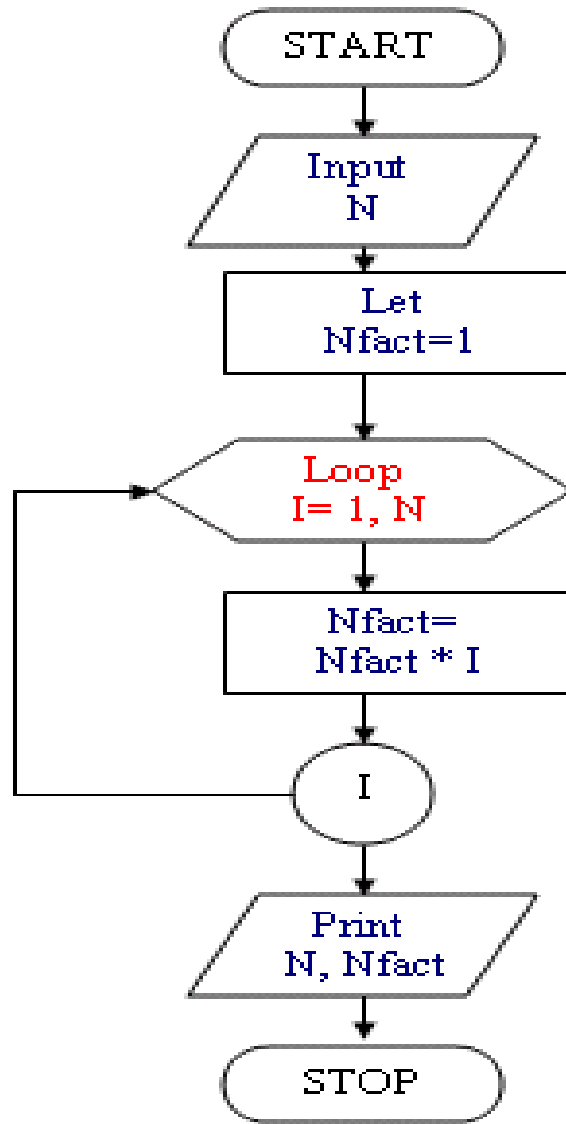 START
Input
N
Let
Nfact=1
Loop
I= 1, N
Nfact=
Nfact * I
I
Print
N, Nfact
STOP